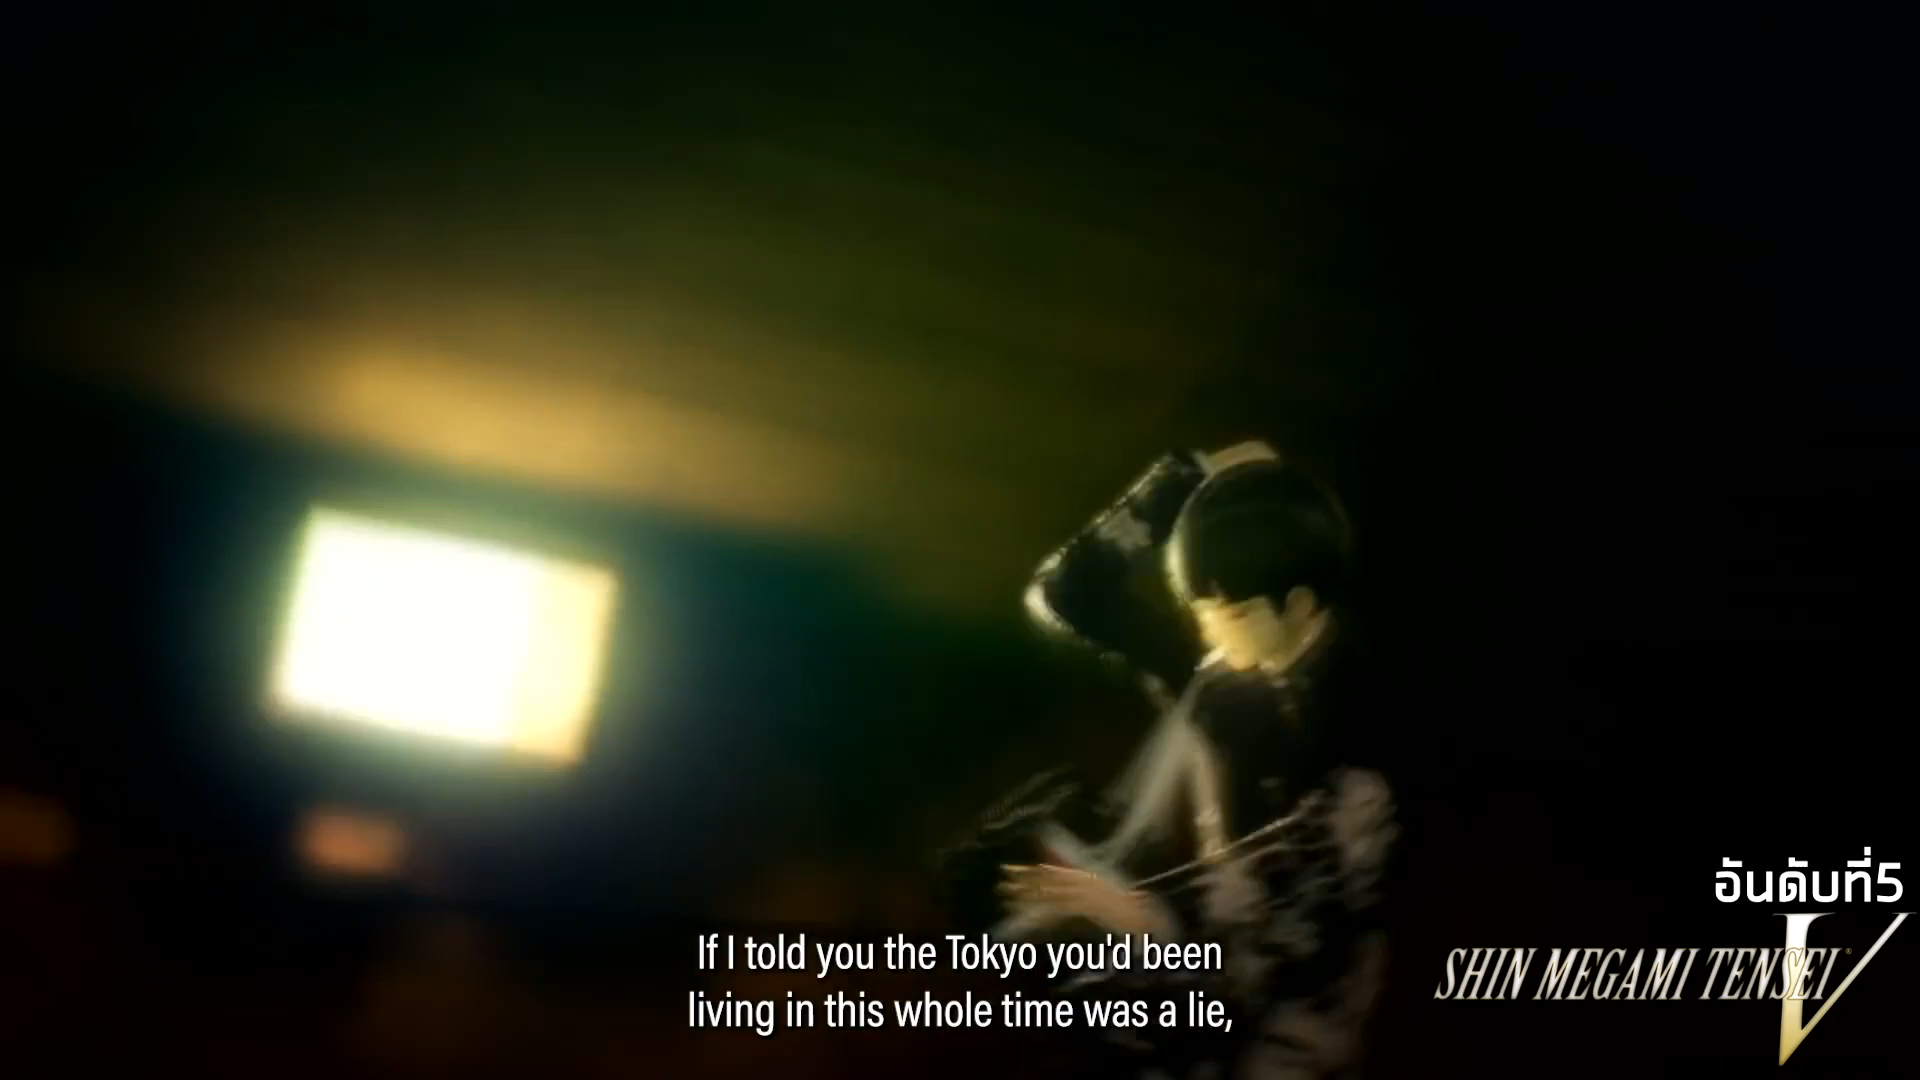 If I told you the Tokyo you'd been
living in this whole time was a lie,
อันดับที่5
SHIN MEGAMI TENSEI V